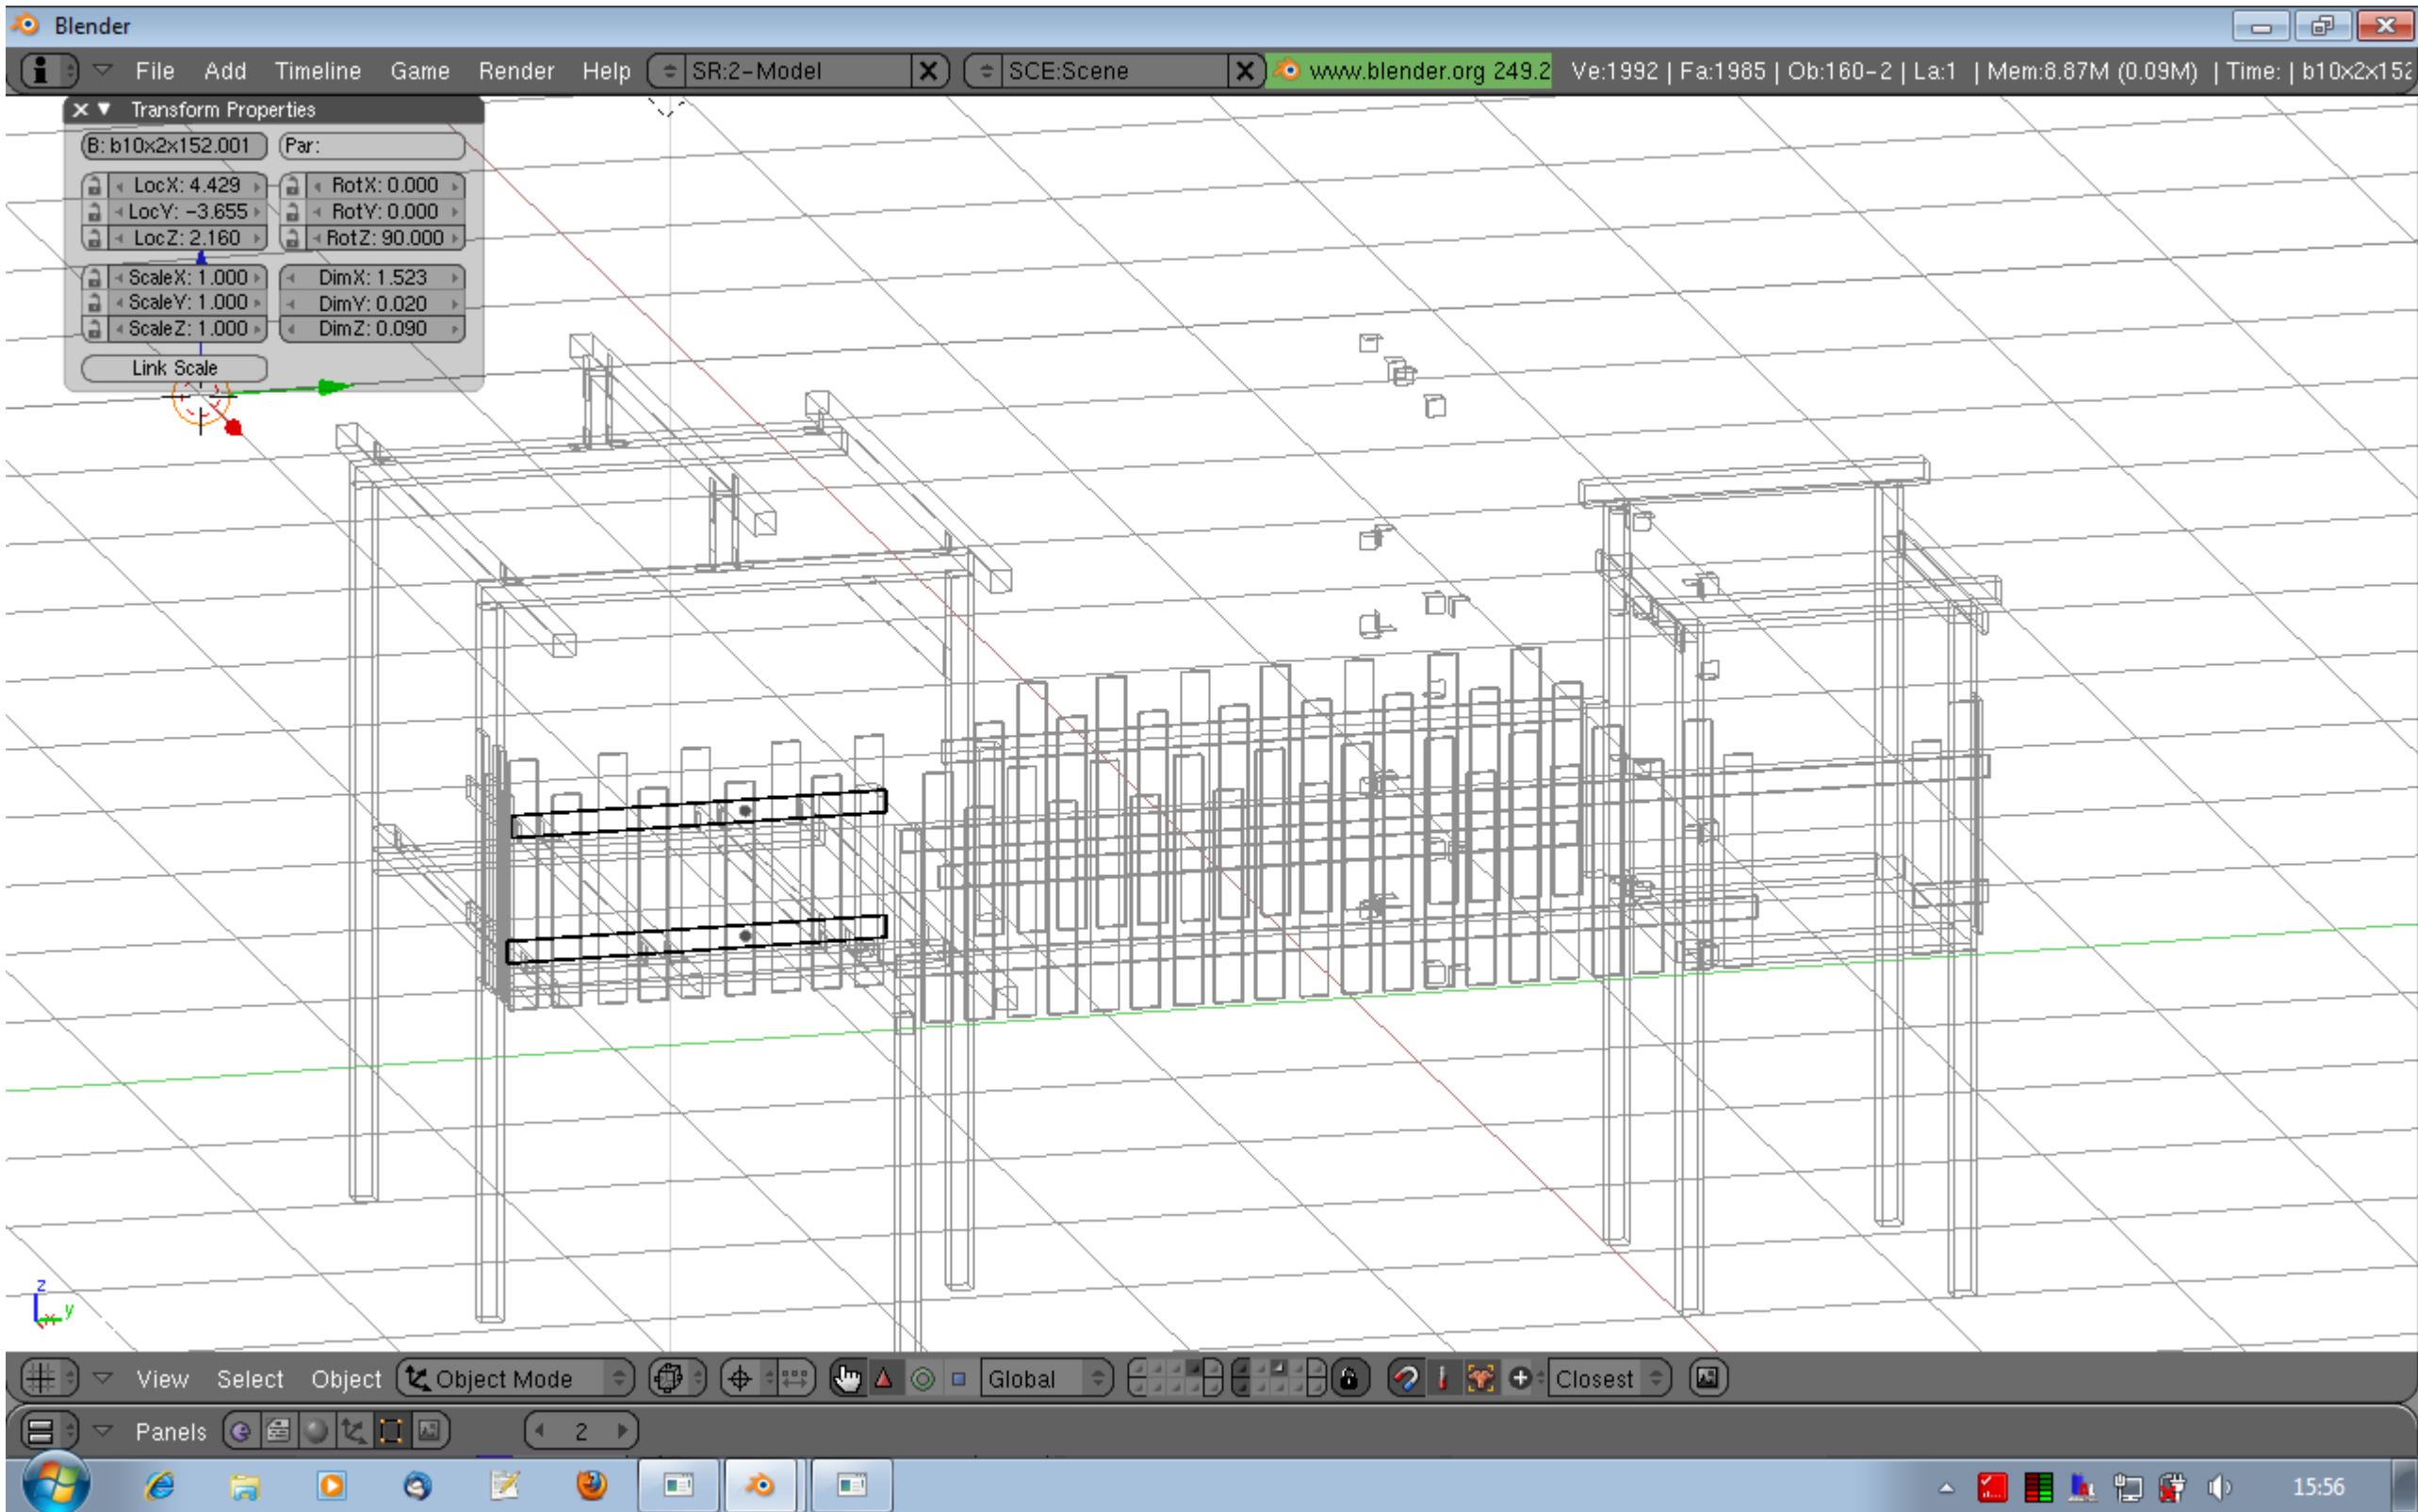 Blender
File Add Timeline Game Render Help SR:2-Model X SCE:Scene X www.blender.org 249.2 Ve:1992 | Fa:1985 | Ob:160-2 | La:1 | Mem:8.87M (0.09M) | Time: | b10x2x152
Transform Properties
B: b10x2x152.001 Par:
LocX: 4.429 RotX: 0.000
LocY: -3.655 RotY: 0.000
LocZ: 2.160 RotZ: 90.000
ScaleX: 1.000 DimX: 1.523
ScaleY: 1.000 DimY: 0.020
ScaleZ: 1.000 DimZ: 0.090
Link Scale
z
y
View Select Object Object Mode Global Closest
Panels 2
15:56